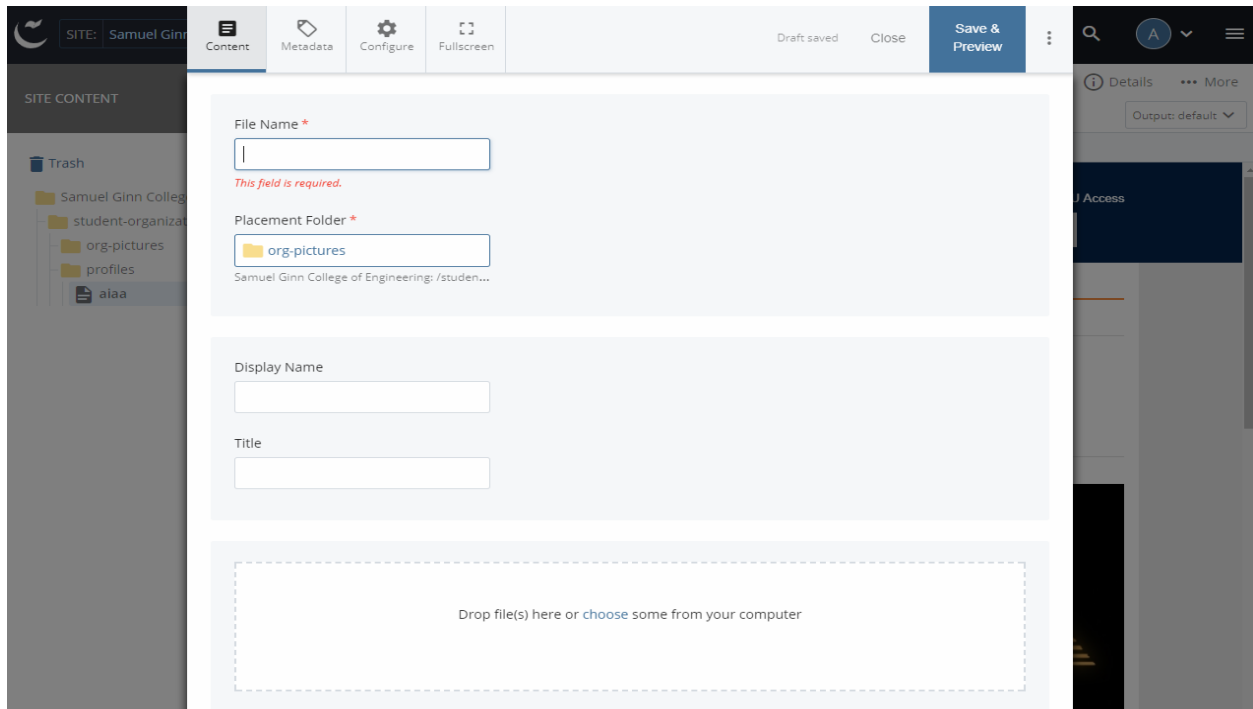 SITE: Samuel Ginn
Content
Metadata
Configure
Fullscreen
Draft saved
Close
Save &
Preview
A
SITE CONTENT
Details
More
Output: default
Trash
Samuel Ginn Colleg
student-organizat
org-pictures
profiles
aiaa
File Name *
This field is required.
Placement Folder *
org-pictures
Samuel Ginn College of Engineering: /studen...
Display Name
Title
Drop file(s) here or choose some from your computer
U Access